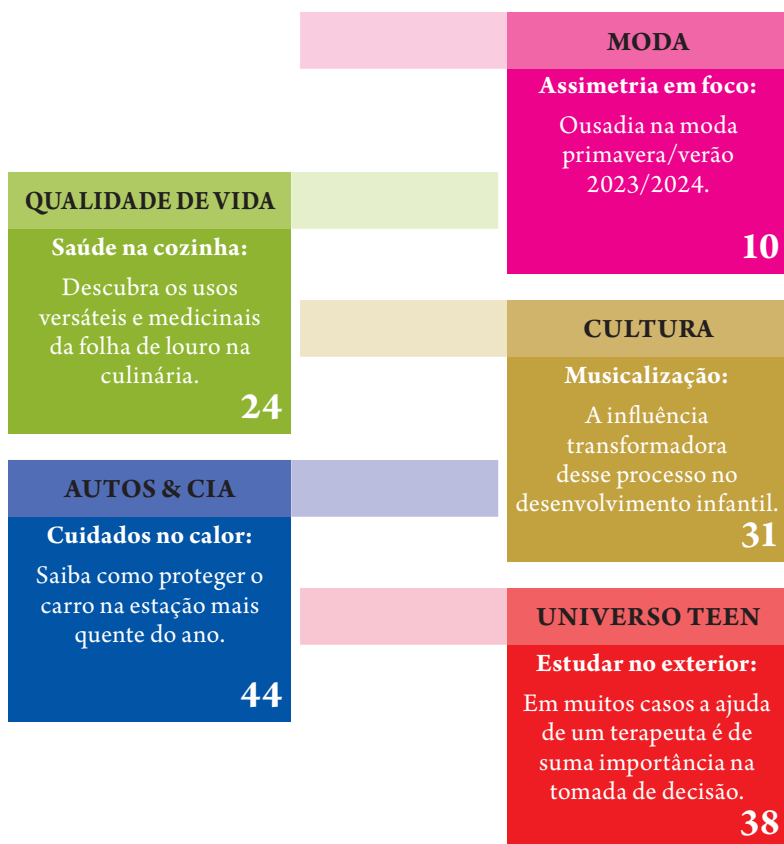 MODA
Assimetria em foco:
Ousadia na moda
primavera/verão
2023/2024.
10
QUALIDADE DE VIDA
Saúde na cozinha:
Descubra os usos
versáteis e medicinais
da folha de louro na
culinária.
24
CULTURA
Musicalização:
A influência
transformadora
desse processo no
desenvolvimento infantil.
31
AUTOS & CIA
Cuidados no calor:
Saiba como proteger o
carro na estação mais
quente do ano.
44
UNIVERSO TEEN
Estudar no exterior:
Em muitos casos a ajuda
de um terapeuta é de
suma importância na
tomada de decisão.
38